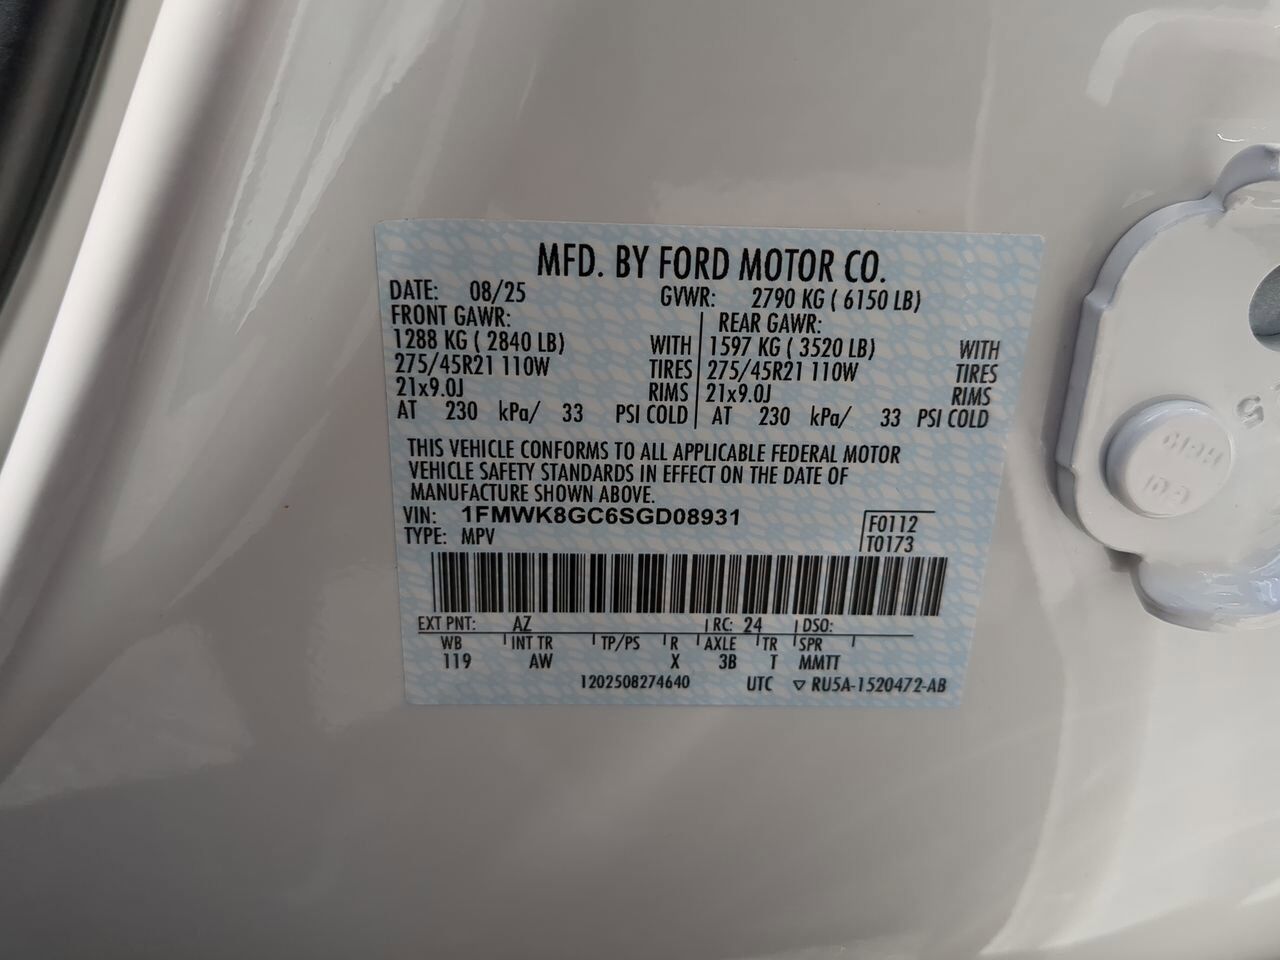 MFD. BY FORD MOTOR CO.
DATE: 08/25 GVWR: 2790 KG ( 6150 LB)
FRONT GAWR: REAR GAWR:
1288 KG ( 2840 LB) WITH 1597 KG ( 3520 LB) WITH
275/45R21 110W TIRES 275/45R21 110W TIRES
21x9.0J RIMS 21x9.0J RIMS
AT 230 kPa/ 33 PSI COLD AT 230 kPa/ 33 PSI COLD
THIS VEHICLE CONFORMS TO ALL APPLICABLE FEDERAL MOTOR
VEHICLE SAFETY STANDARDS IN EFFECT ON THE DATE OF
MANUFACTURE SHOWN ABOVE.
VIN: 1FMWK8GC6SGD08931 F0112
TYPE: MPV T0173
EXT PNT: AZ RC: 24 DSO:
WB INT TR TP/PS R AXLE TR SPR
119 AW X 3B T MMTT
1202508274640 UTC ▽ RU5A-1520472-AB